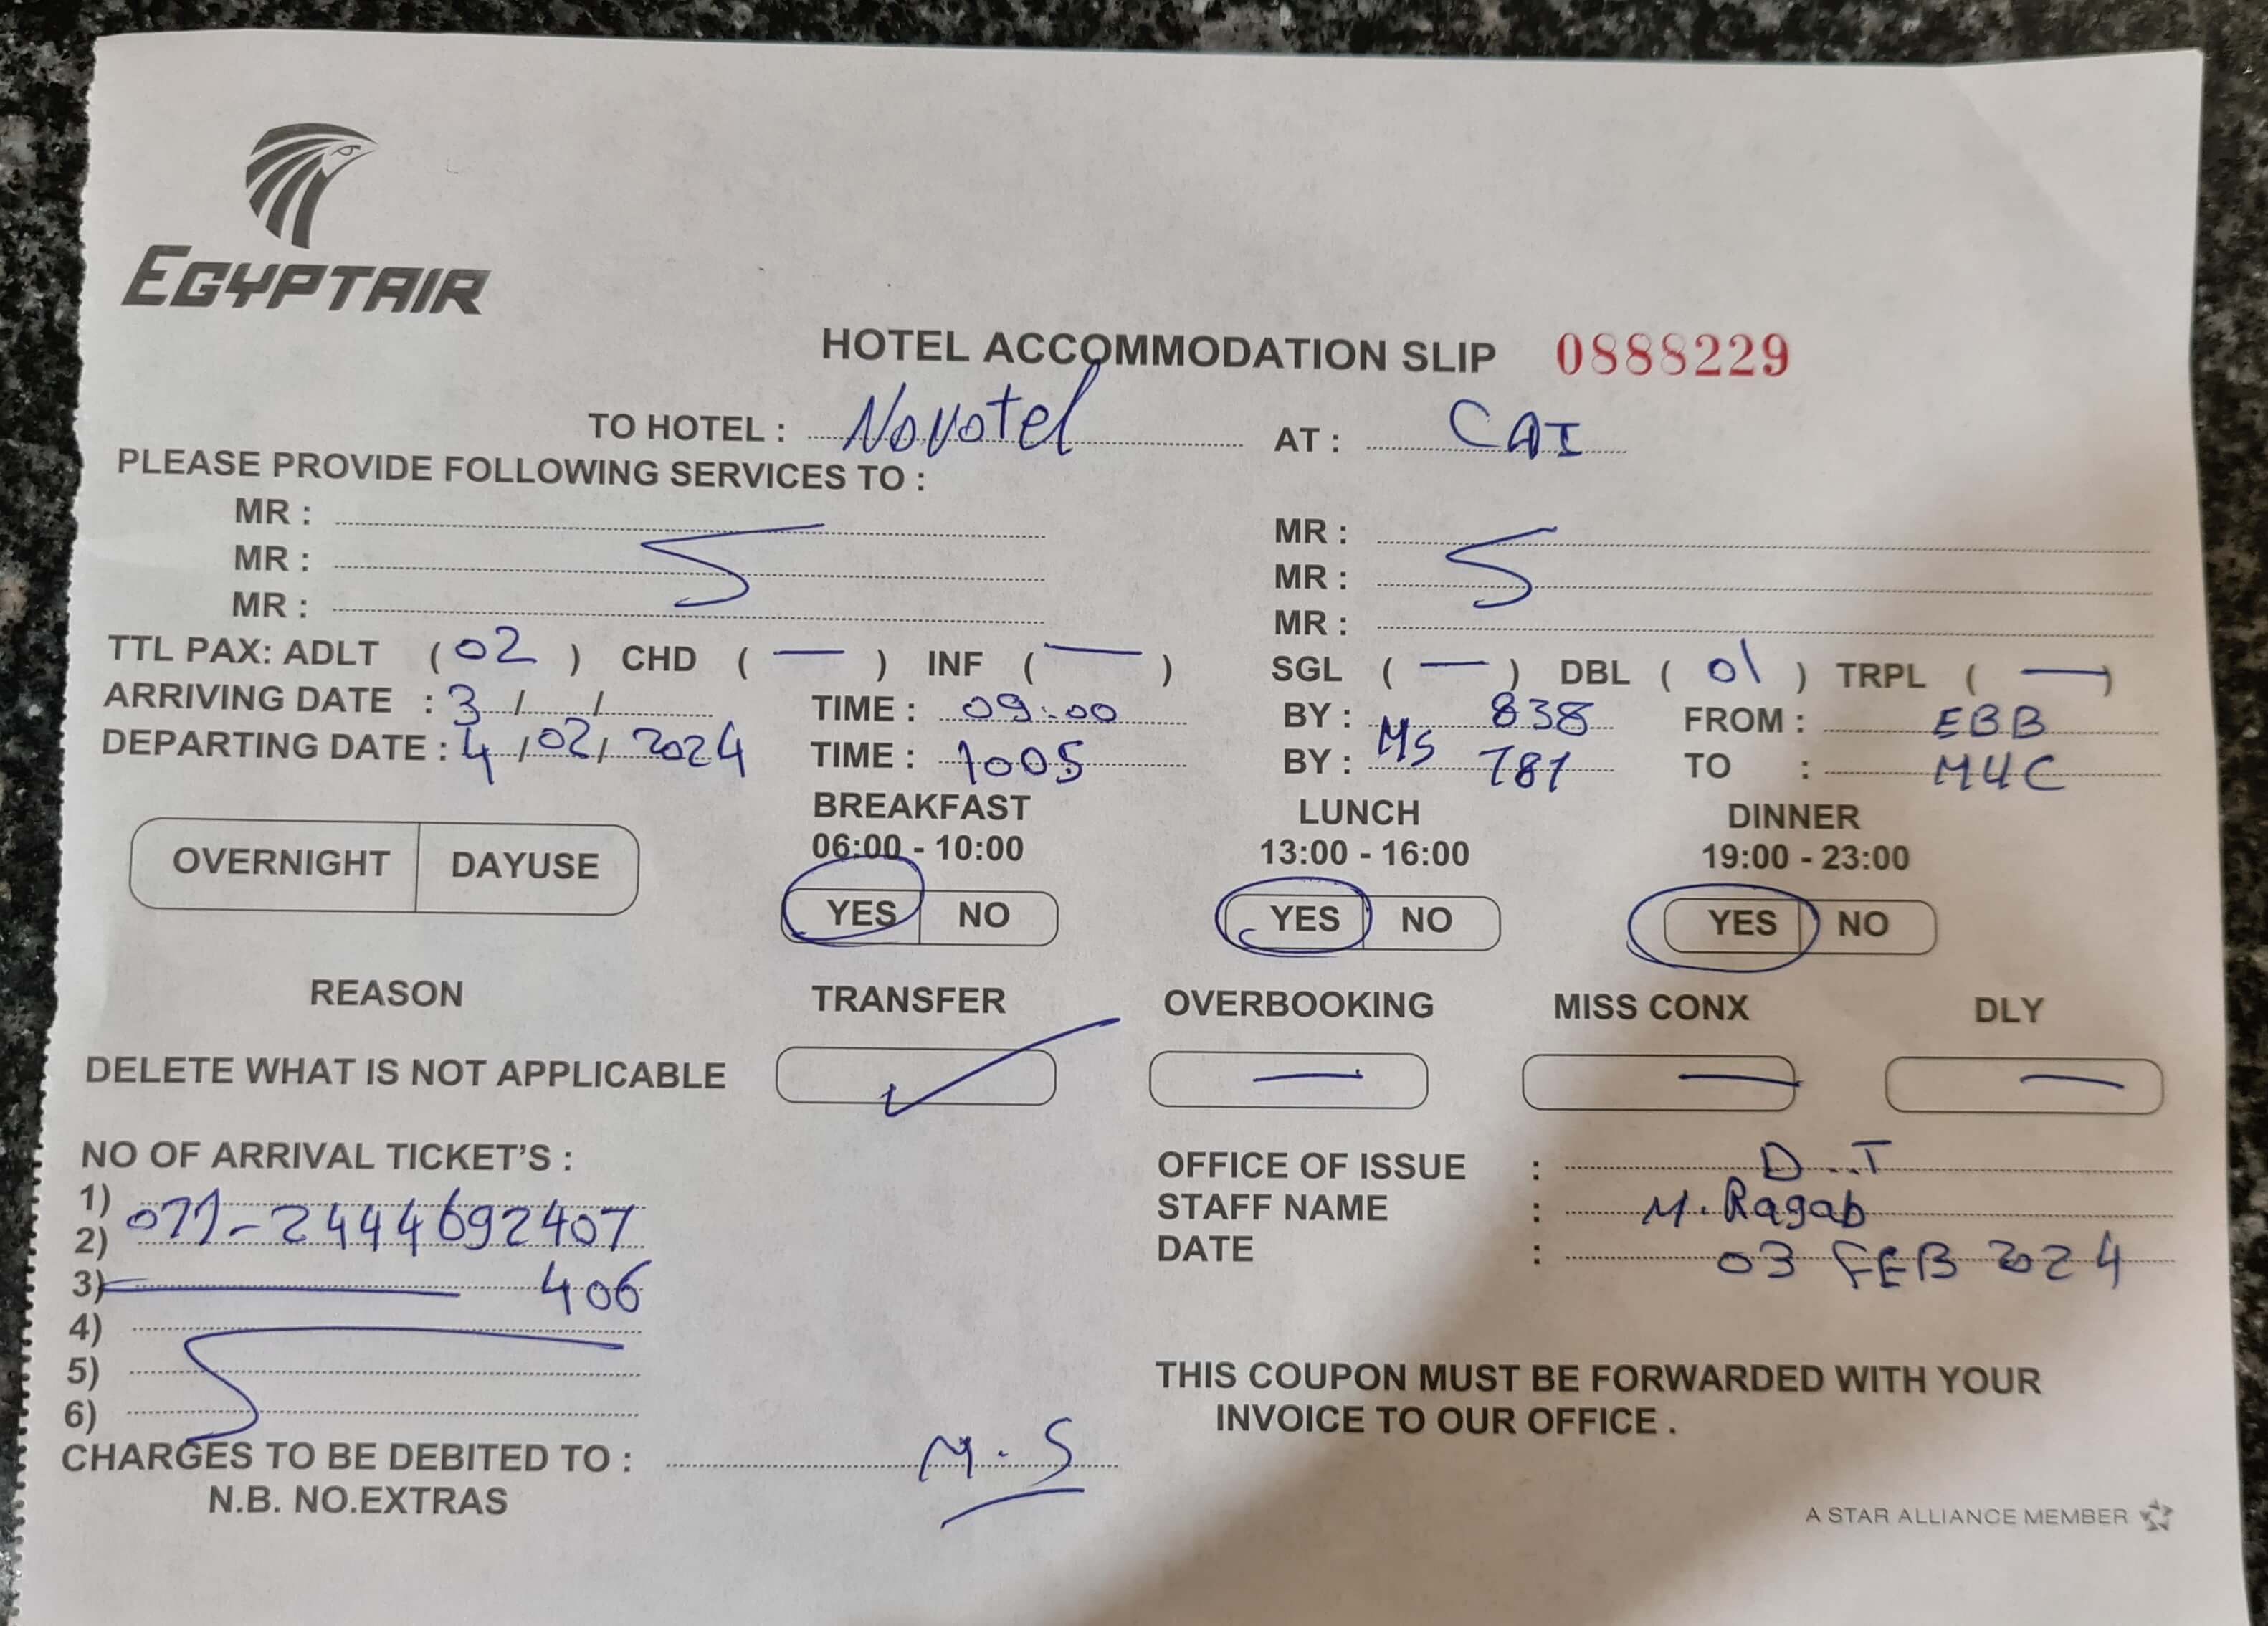 EGYPTAIR
HOTEL ACCOMMODATION SLIP 0888229
TO HOTEL : Novotel AT : CAI
PLEASE PROVIDE FOLLOWING SERVICES TO :
MR : MR :
MR : MR :
MR : MR :
TTL PAX: ADLT ( 02 ) CHD ( — ) INF ( — ) SGL ( — ) DBL ( 01 ) TRPL ( — )
ARRIVING DATE : 3 / / TIME : 09:00 BY : 838 FROM : EBB
DEPARTING DATE : 4 / 02 / 2024 TIME : 1005 BY : MS 781 TO : MUC
OVERNIGHT DAYUSE
BREAKFAST LUNCH DINNER
06:00 - 10:00 13:00 - 16:00 19:00 - 23:00
YES NO YES NO YES NO
REASON TRANSFER OVERBOOKING MISS CONX DLY
DELETE WHAT IS NOT APPLICABLE ✓ — — —
NO OF ARRIVAL TICKET'S :
1) 077-2444692407
2)
3) — 406
4)
5)
6)
OFFICE OF ISSUE : D..T
STAFF NAME : M. Ragab
DATE : 03 FEB 2024
THIS COUPON MUST BE FORWARDED WITH YOUR
INVOICE TO OUR OFFICE .
CHARGES TO BE DEBITED TO : M.S
N.B. NO.EXTRAS
A STAR ALLIANCE MEMBER